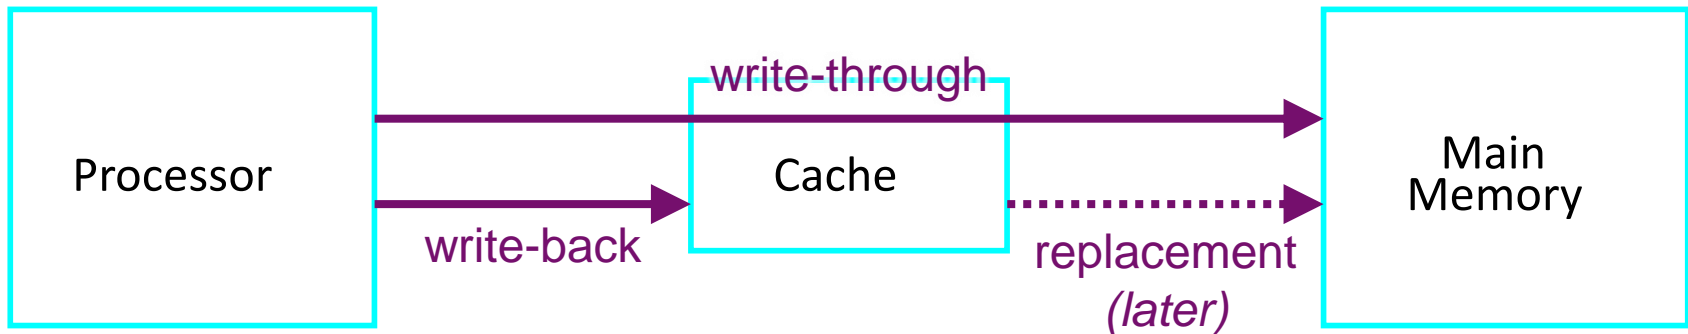 write-through
Processor
Cache
Main
Memory
write-back
replacement
(later)